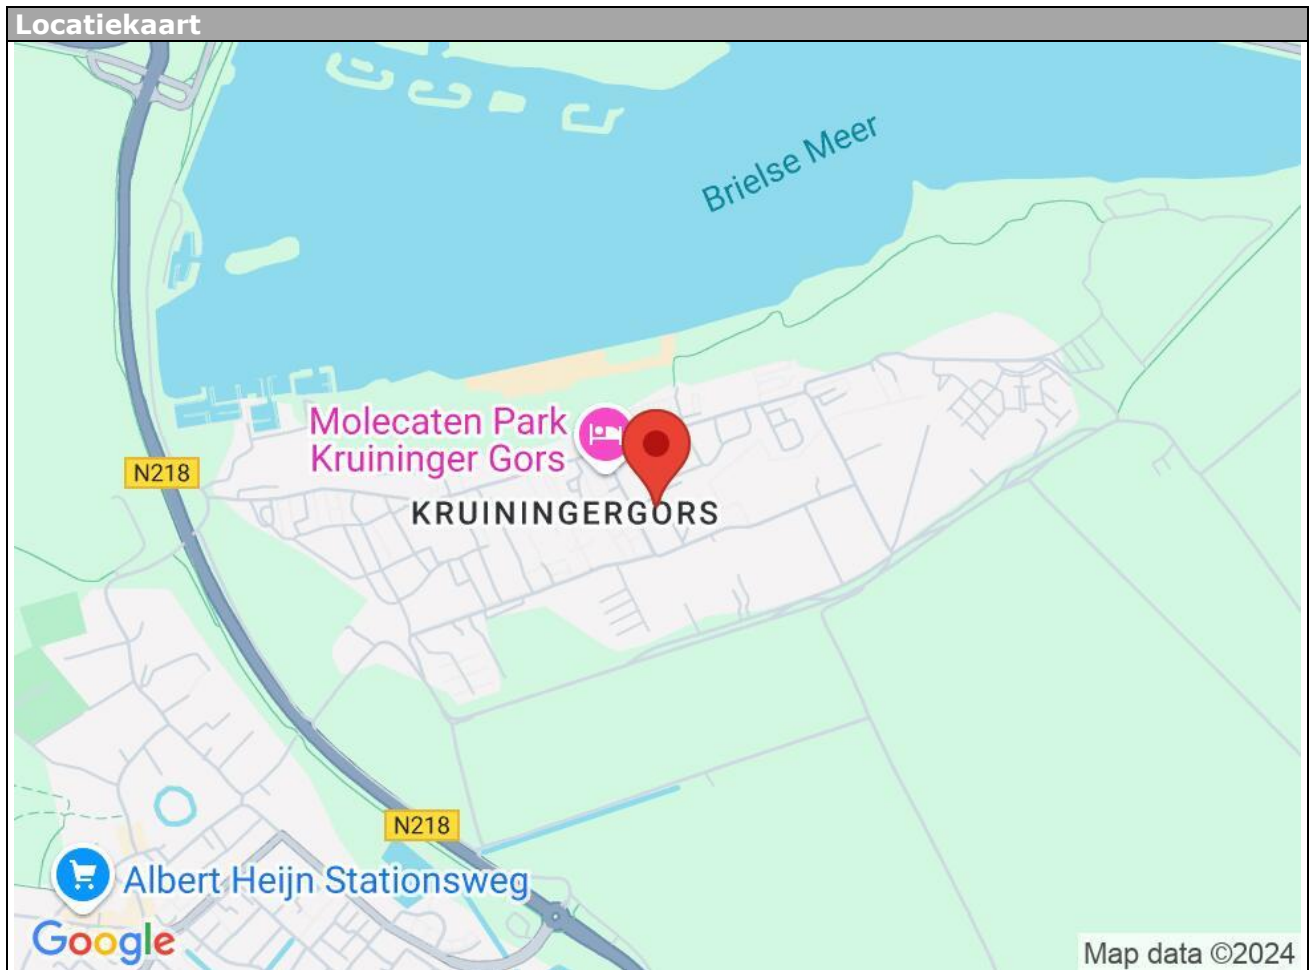 Locatiekaart
Brielse Meer
Molecaten Park
Kruininger Gors
N218
KRUININGERGORS
N218
Albert Heijn Stationsweg
Google
Map data ©2024